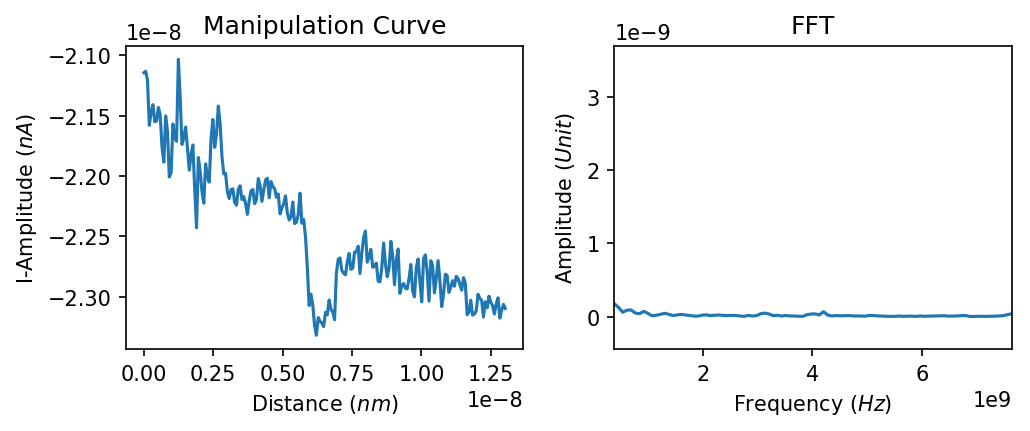 Manipulation Curve
1e−8
−2.10
−2.15
−2.20
−2.25
−2.30
I-Amplitude (nA)
0.00 0.25 0.50 0.75 1.00 1.25
Distance (nm)
1e−8
FFT
1e−9
3
2
1
0
Amplitude (Unit)
2 4 6
Frequency (Hz)
1e9